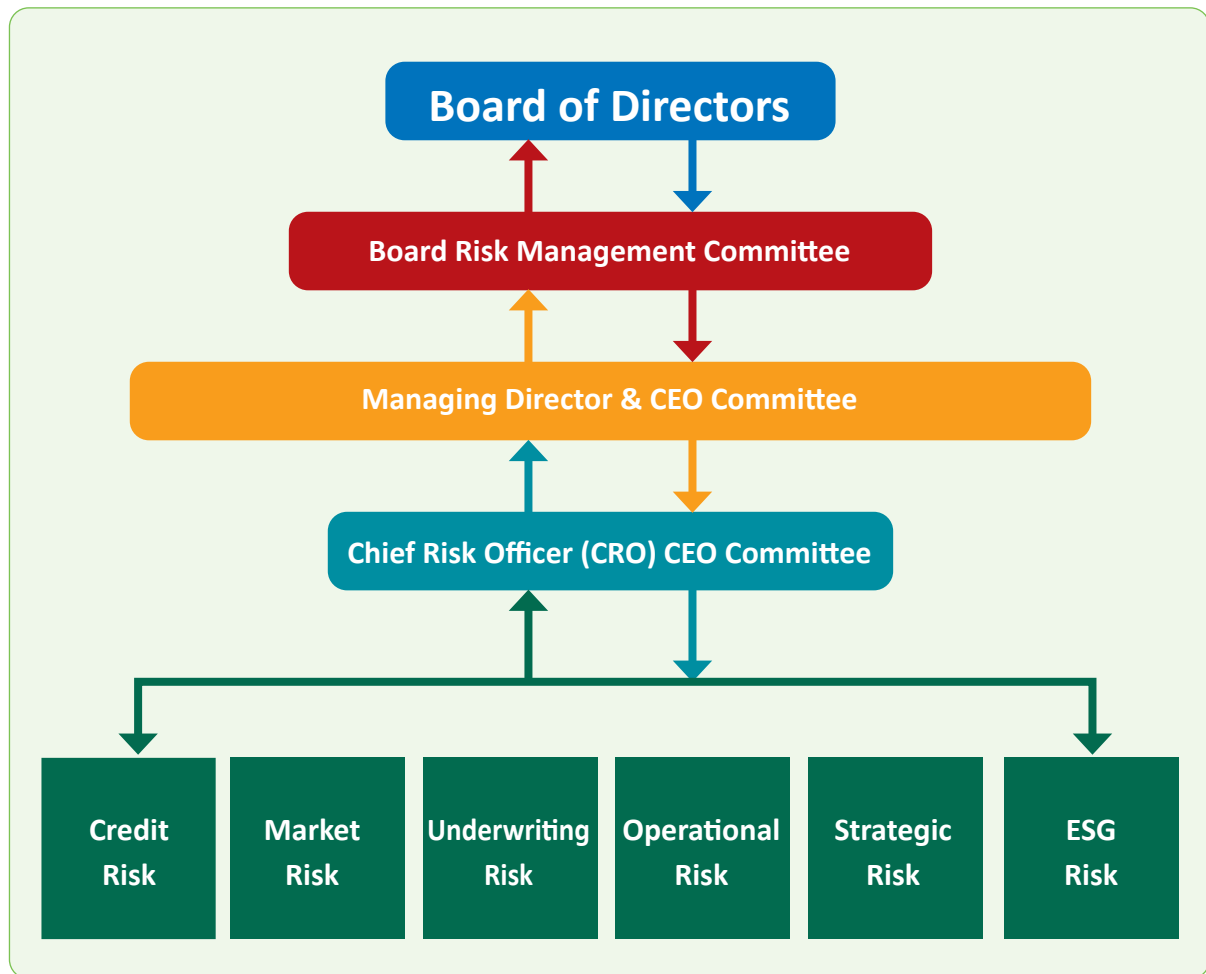 Board of Directors
Board Risk Management Committee
Managing Director & CEO Committee
Chief Risk Officer (CRO) CEO Committee
Credit
Risk
Market
Risk
Underwriting
Risk
Operational
Risk
Strategic
Risk
ESG
Risk